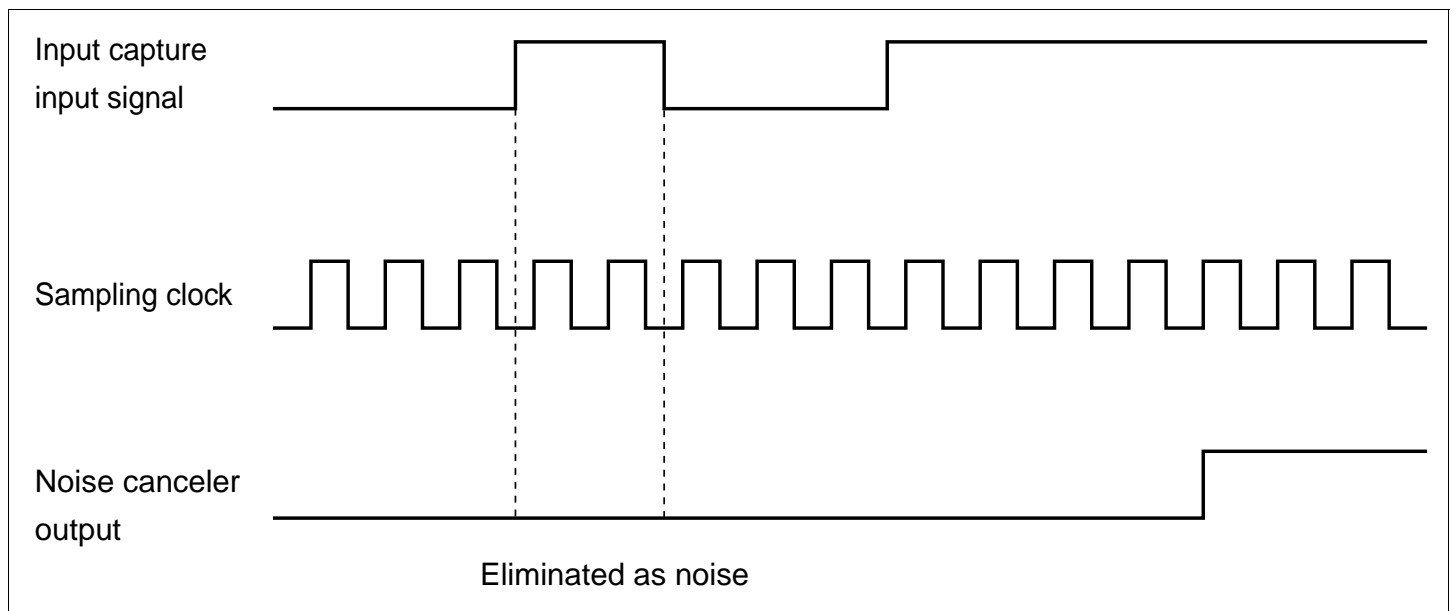 Input capture
input signal
Sampling clock
Noise canceler
output
Eliminated as noise